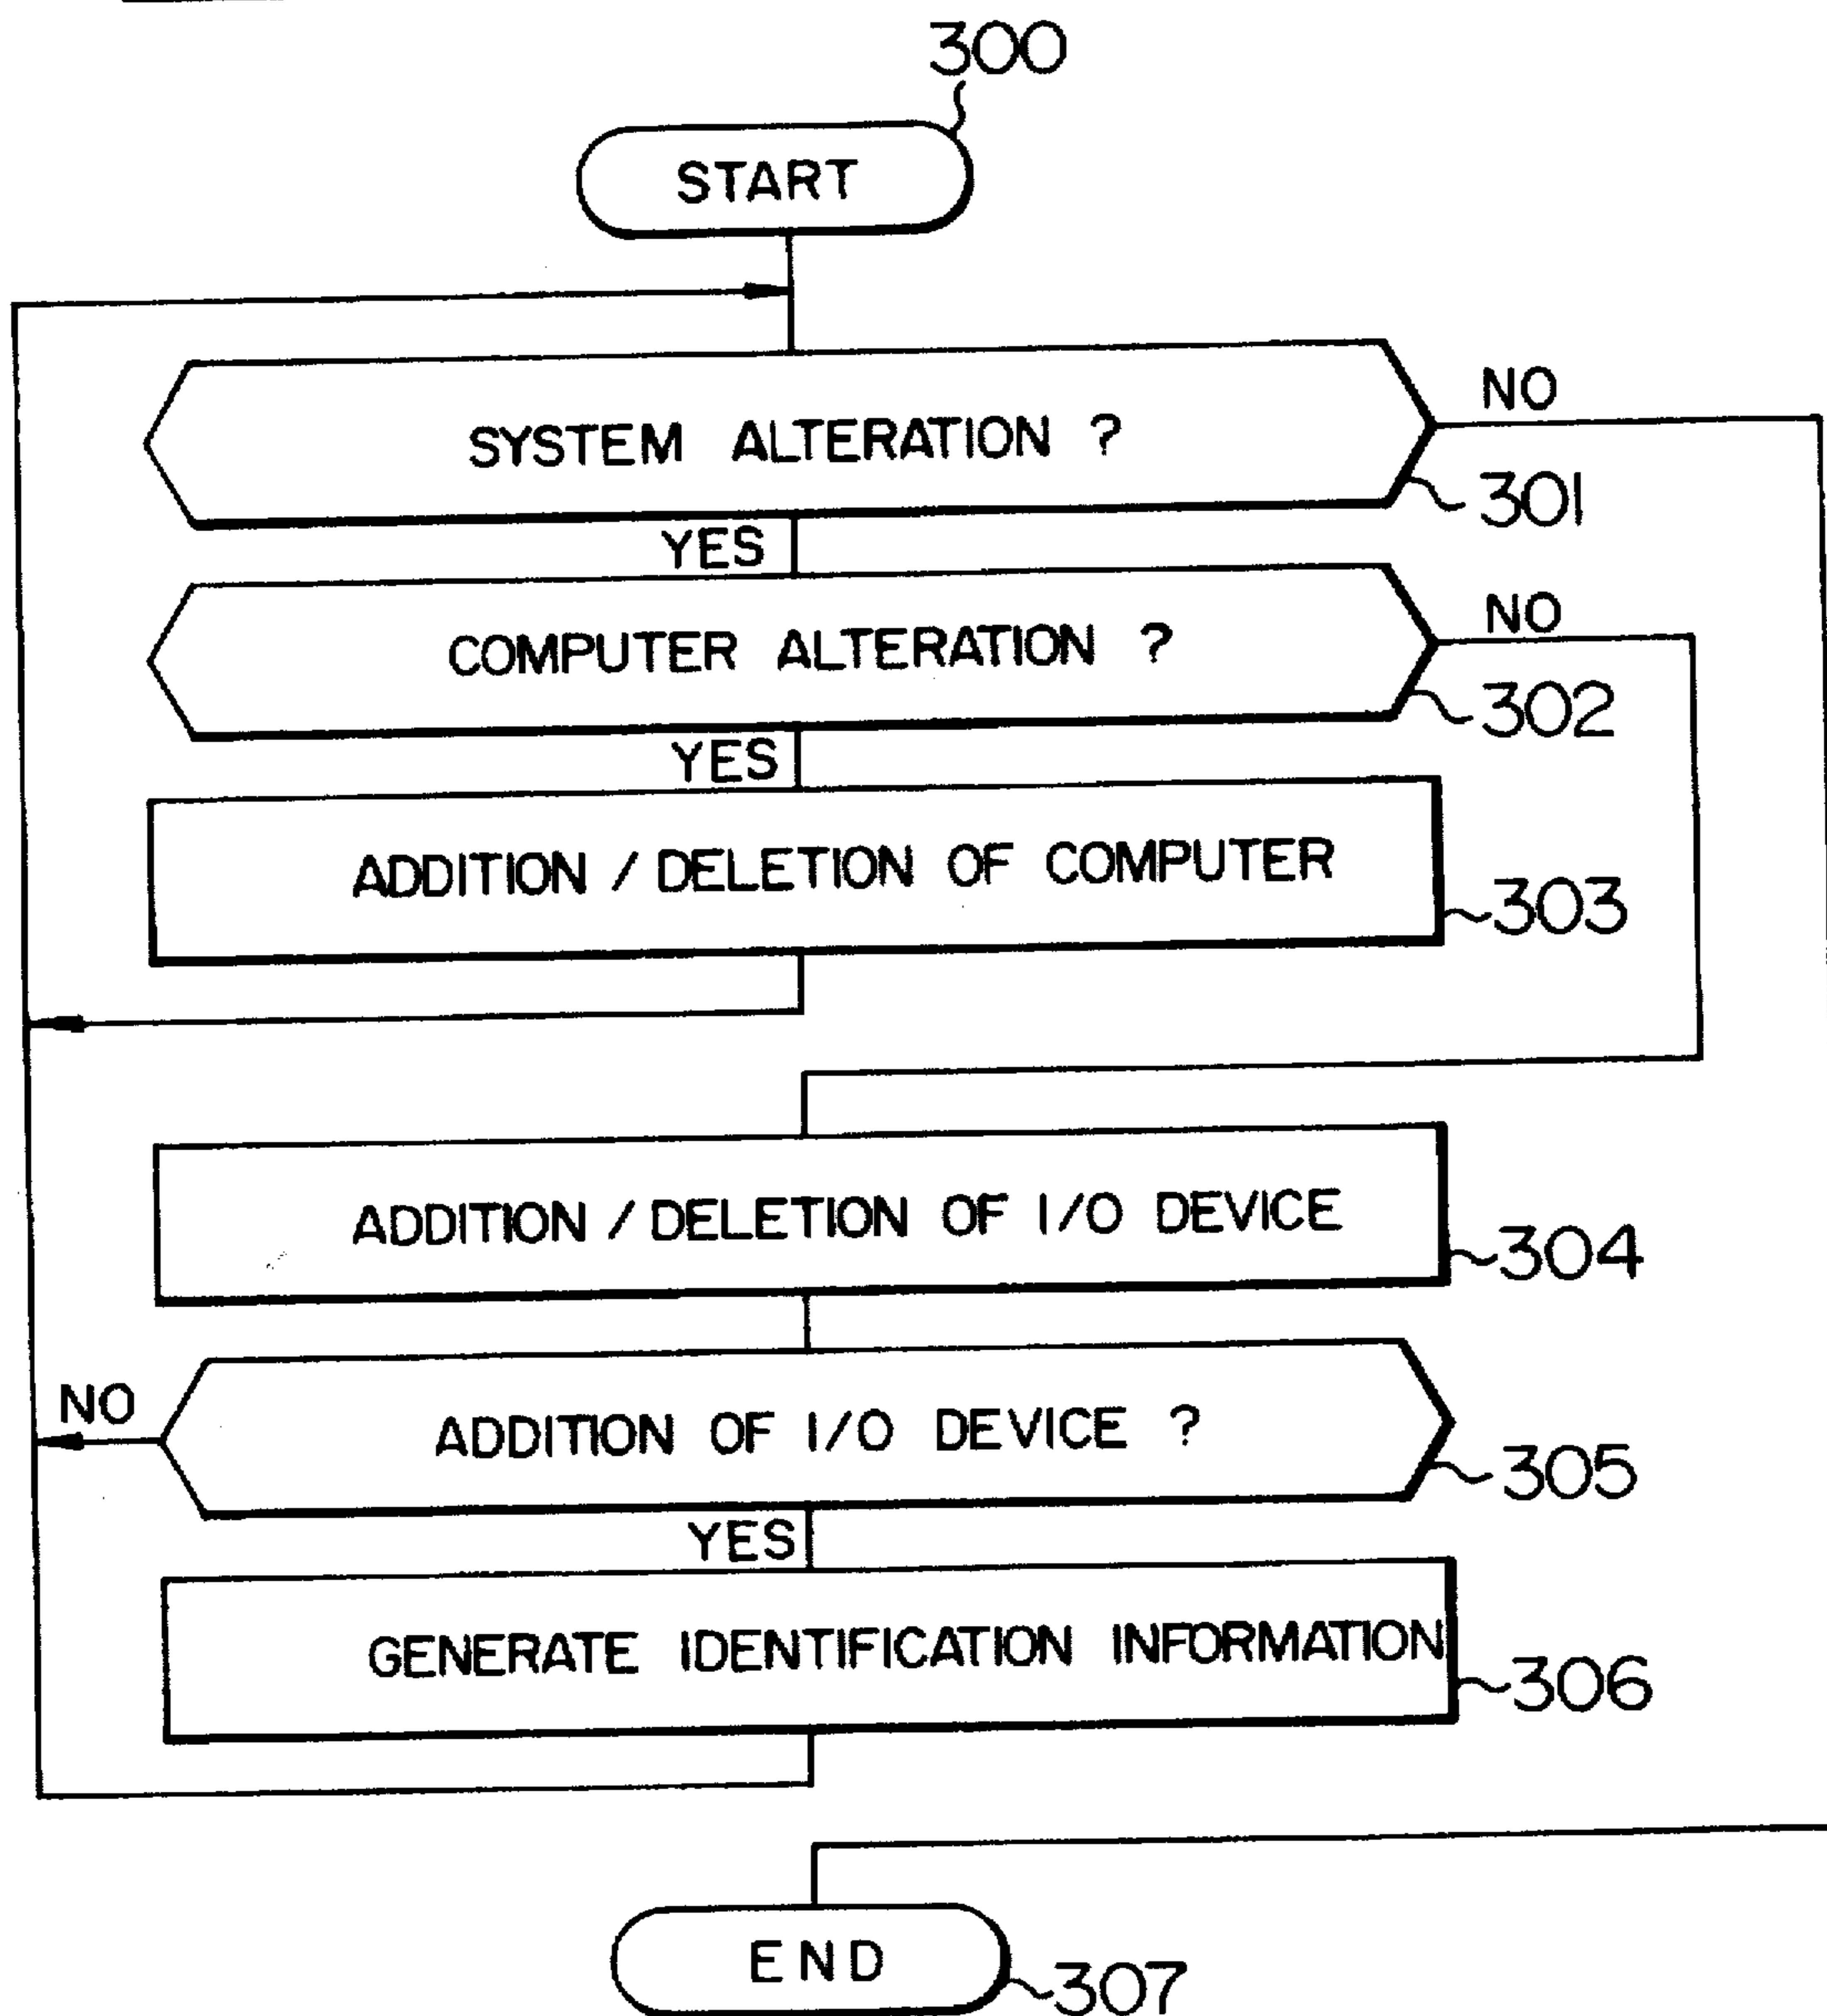 300
START
NO
SYSTEM ALTERATION ?
301
YES
NO
COMPUTER ALTERATION ?
302
YES
ADDITION / DELETION OF COMPUTER
303
ADDITION / DELETION OF I/O DEVICE
304
NO
ADDITION OF I/O DEVICE ?
305
YES
GENERATE IDENTIFICATION INFORMATION
306
END
307